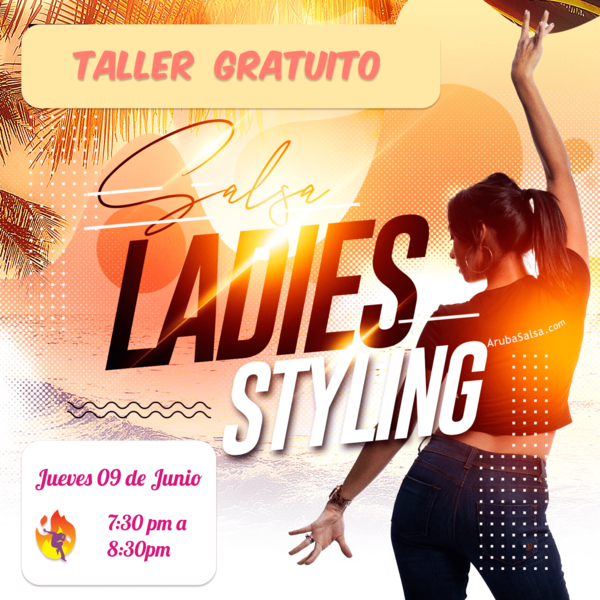 TALLER GRATUITO
Salsa
LADIES
STYLING
ArubaSalsa.com
Jueves 09 de Junio
7:30 pm a
8:30pm